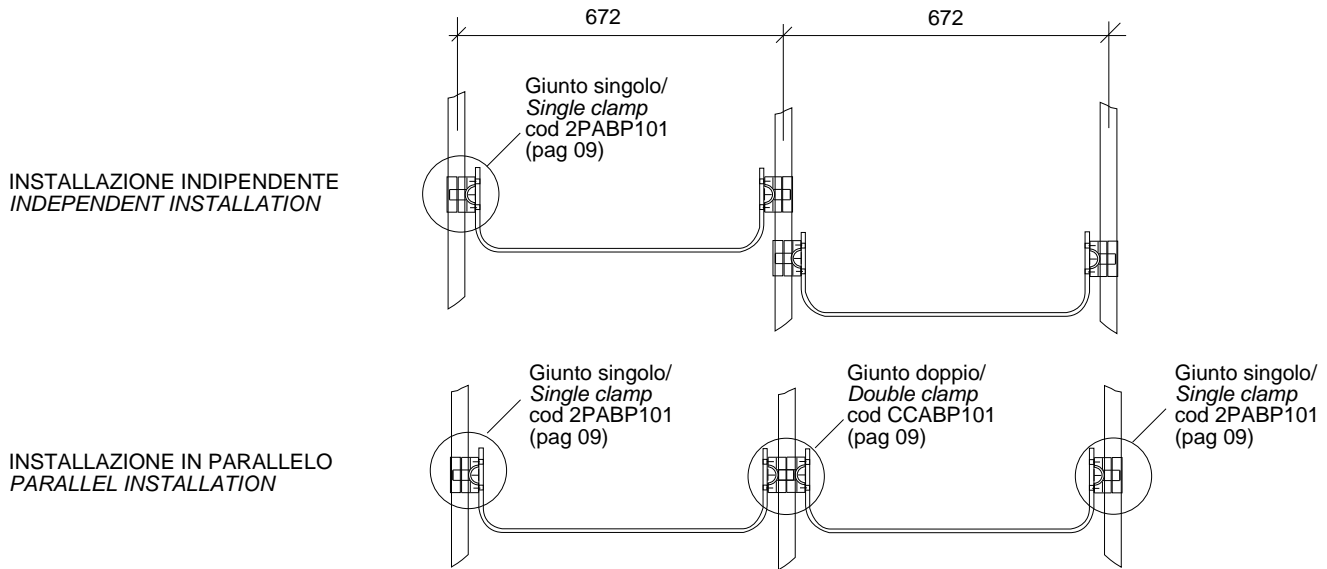 672
672
Giunto singolo/
Single clamp
cod 2PABP101
(pag 09)
INSTALLAZIONE INDIPENDENTE
INDEPENDENT INSTALLATION
Giunto singolo/
Single clamp
cod 2PABP101
(pag 09)
Giunto doppio/
Double clamp
cod CCABP101
(pag 09)
Giunto singolo/
Single clamp
cod 2PABP101
(pag 09)
INSTALLAZIONE IN PARALLELO
PARALLEL INSTALLATION